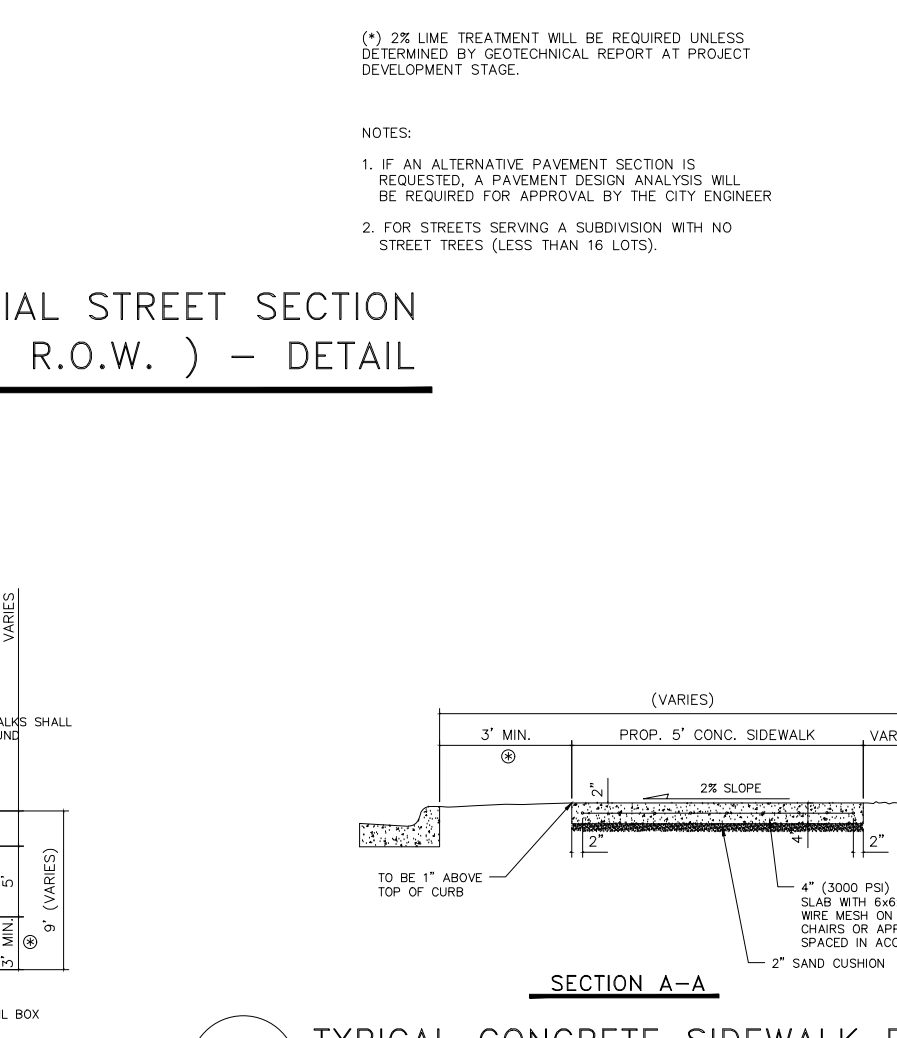 (*) 2% LIME TREATMENT WILL BE REQUIRED UNLESS
DETERMINED BY GEOTECHNICAL REPORT AT PROJECT
DEVELOPMENT STAGE.
NOTES:
1. IF AN ALTERNATIVE PAVEMENT SECTION IS
REQUESTED, A PAVEMENT DESIGN ANALYSIS WILL
BE REQUIRED FOR APPROVAL BY THE CITY ENGINEER
2. FOR STREETS SERVING A SUBDIVISION WITH NO
STREET TREES (LESS THAN 16 LOTS).
IAL STREET SECTION
R.O.W. ) – DETAIL
VARIES
ALKS SHALL
UND
5'
9' (VARIES)
3' MIN.
*
IL BOX
(VARIES)
3' MIN.
*
PROP. 5' CONC. SIDEWALK
VAR
2"
2% SLOPE
2"
4"
2"
TO BE 1" ABOVE
TOP OF CURB
4" (3000 PSI)
SLAB WITH 6x6
WIRE MESH ON
CHAIRS OR APP
SPACED IN ACC
2" SAND CUSHION
SECTION A–A
TYPICAL CONCRETE SIDEWALK